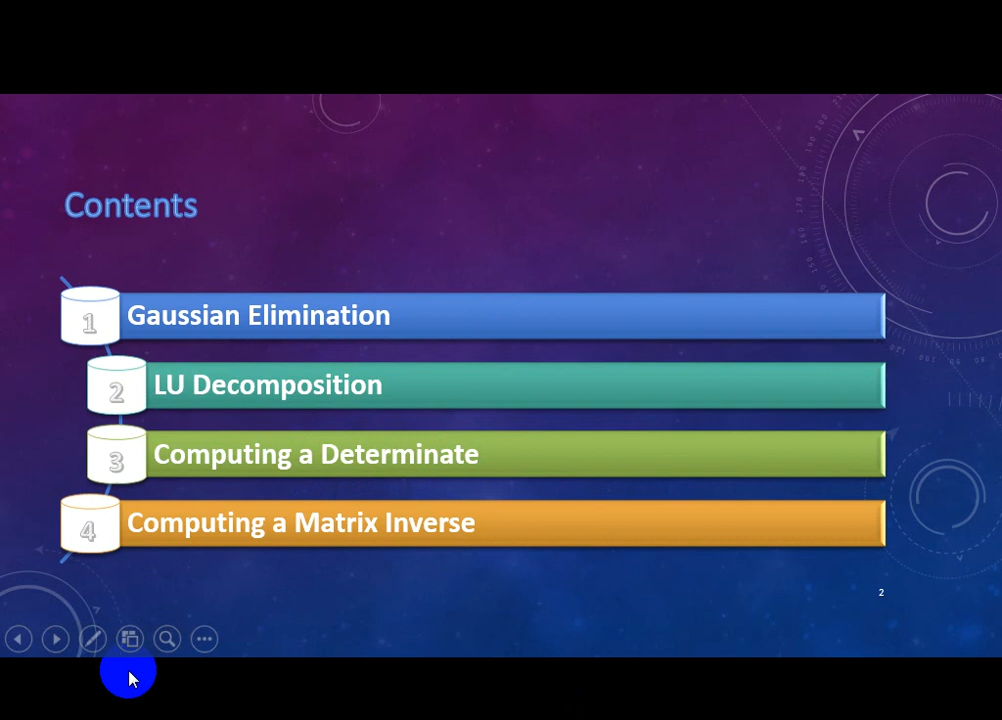 Contents
1 Gaussian Elimination
2 LU Decomposition
3 Computing a Determinate
4 Computing a Matrix Inverse
2